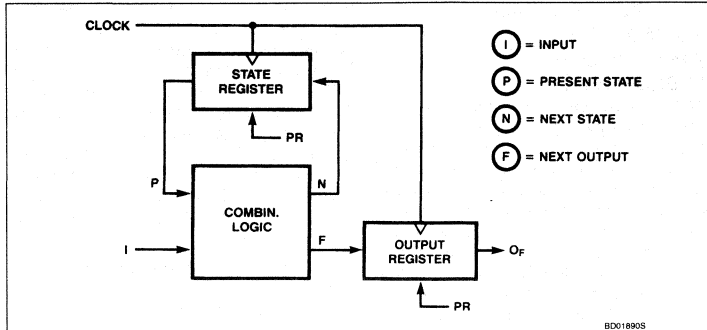 CLOCK
STATE
REGISTER
PR
P
N
COMBIN.
LOGIC
I
F
OUTPUT
REGISTER
OF
PR
I = INPUT
P = PRESENT STATE
N = NEXT STATE
F = NEXT OUTPUT
BD01890S